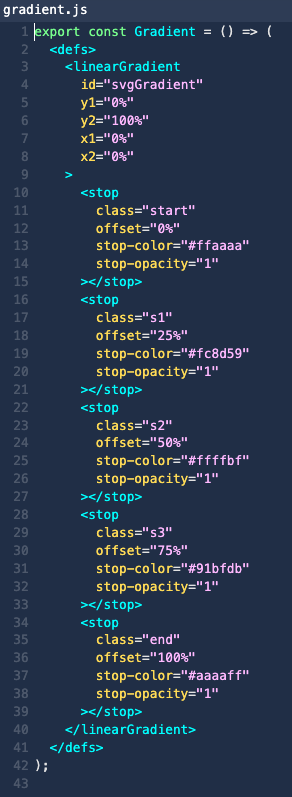 gradient.js
1 export const Gradient = () => (
2   <defs>
3     <linearGradient
4       id="svgGradient"
5       y1="0%"
6       y2="100%"
7       x1="0%"
8       x2="0%"
9     >
10       <stop
11         class="start"
12         offset="0%"
13         stop-color="#ffaaaa"
14         stop-opacity="1"
15       ></stop>
16       <stop
17         class="s1"
18         offset="25%"
19         stop-color="#fc8d59"
20         stop-opacity="1"
21       ></stop>
22       <stop
23         class="s2"
24         offset="50%"
25         stop-color="#ffffbf"
26         stop-opacity="1"
27       ></stop>
28       <stop
29         class="s3"
30         offset="75%"
31         stop-color="#91bfdb"
32         stop-opacity="1"
33       ></stop>
34       <stop
35         class="end"
36         offset="100%"
37         stop-color="#aaaaff"
38         stop-opacity="1"
39       ></stop>
40     </linearGradient>
41   </defs>
42 );
43